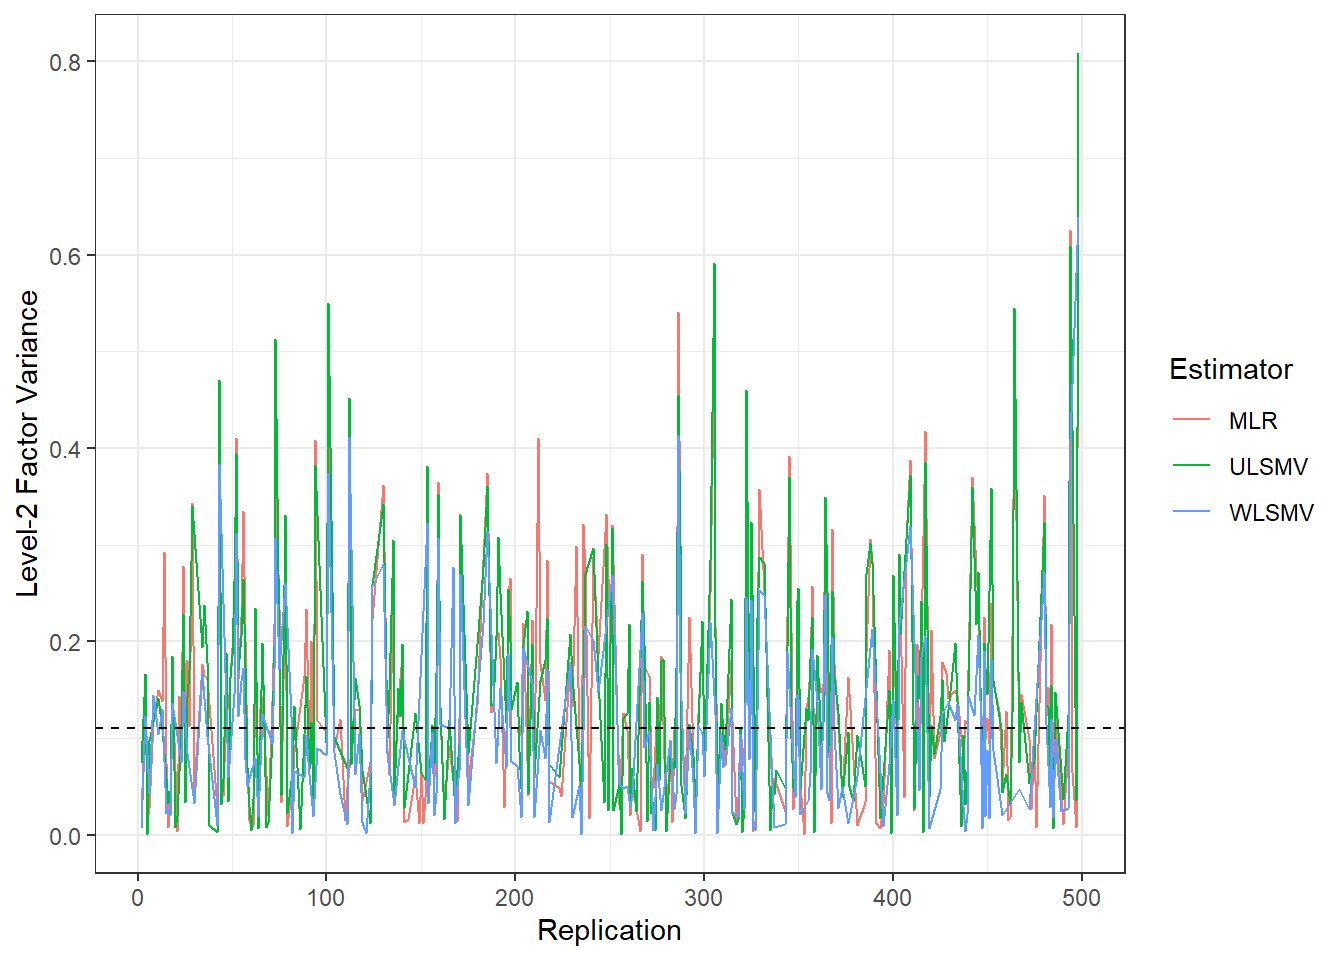 0.8
0.6
0.4
0.2
0.0
Level-2 Factor Variance
0 100 200 300 400 500
Replication
Estimator
MLR
ULSMV
WLSMV